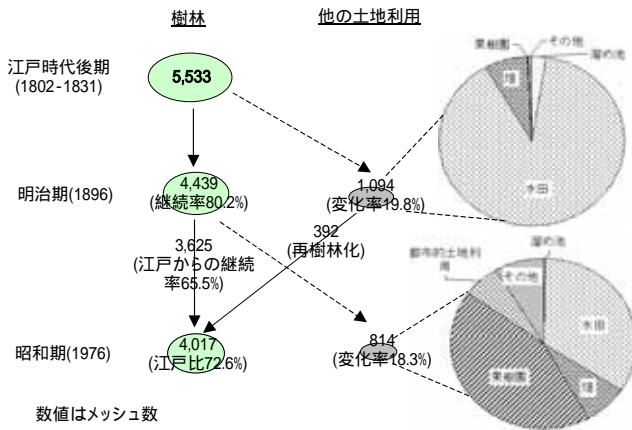 樹林
他の土地利用
江戸時代後期
(1802-1831)
5,533
果樹園
その他
溜め池
畑
水田
明治期(1896)
4,439
(継続率80.2%)
1,094
(変化率19.8%)
3,625
(江戸からの継続
率65.5%)
392
(再樹林化)
都市的土地利
用
その他
溜め池
水田
畑
果樹園
昭和期(1976)
4,017
(江戸比72.6%)
814
(変化率18.3%)
数値はメッシュ数